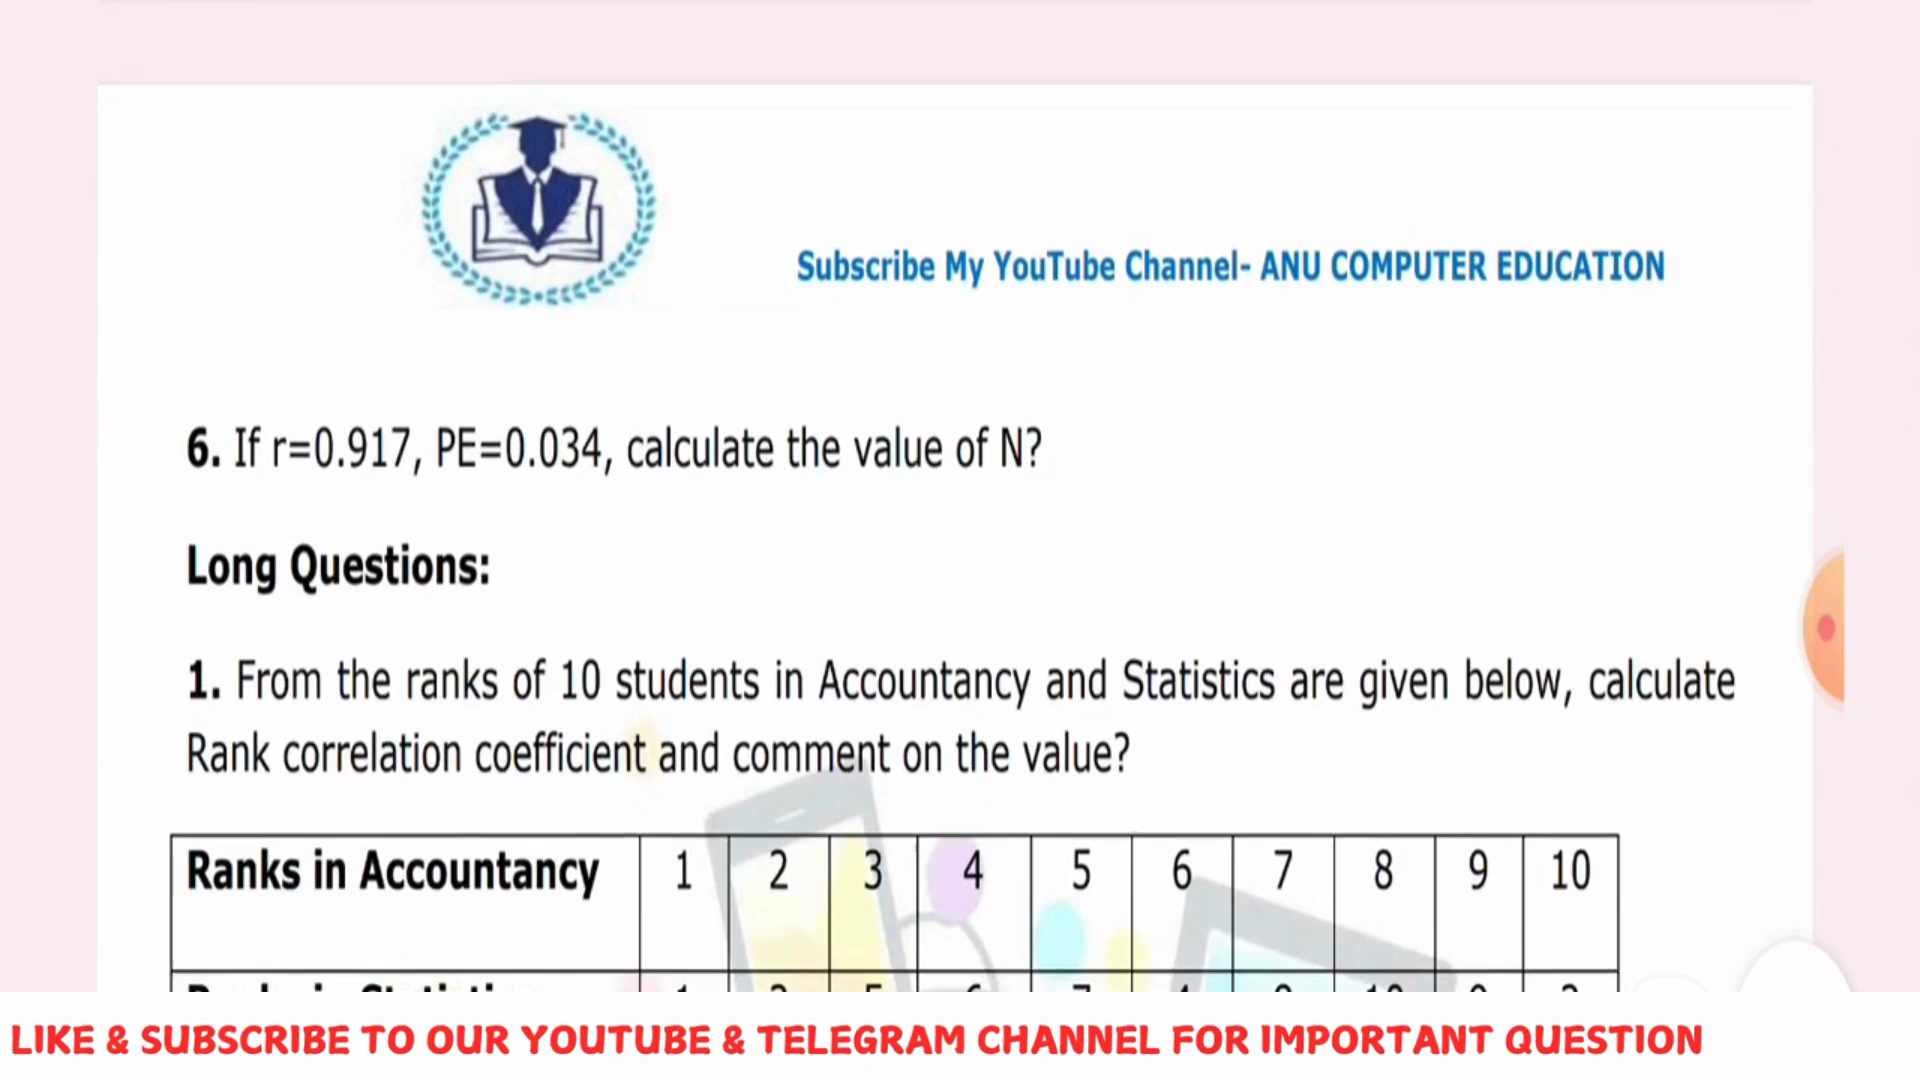 Subscribe My YouTube Channel- ANU COMPUTER EDUCATION
6. If r=0.917, PE=0.034, calculate the value of N?
Long Questions:
1. From the ranks of 10 students in Accountancy and Statistics are given below, calculate
Rank correlation coefficient and comment on the value?
Ranks in Accountancy 1 2 3 4 5 6 7 8 9 10
LIKE & SUBSCRIBE TO OUR YOUTUBE & TELEGRAM CHANNEL FOR IMPORTANT QUESTION